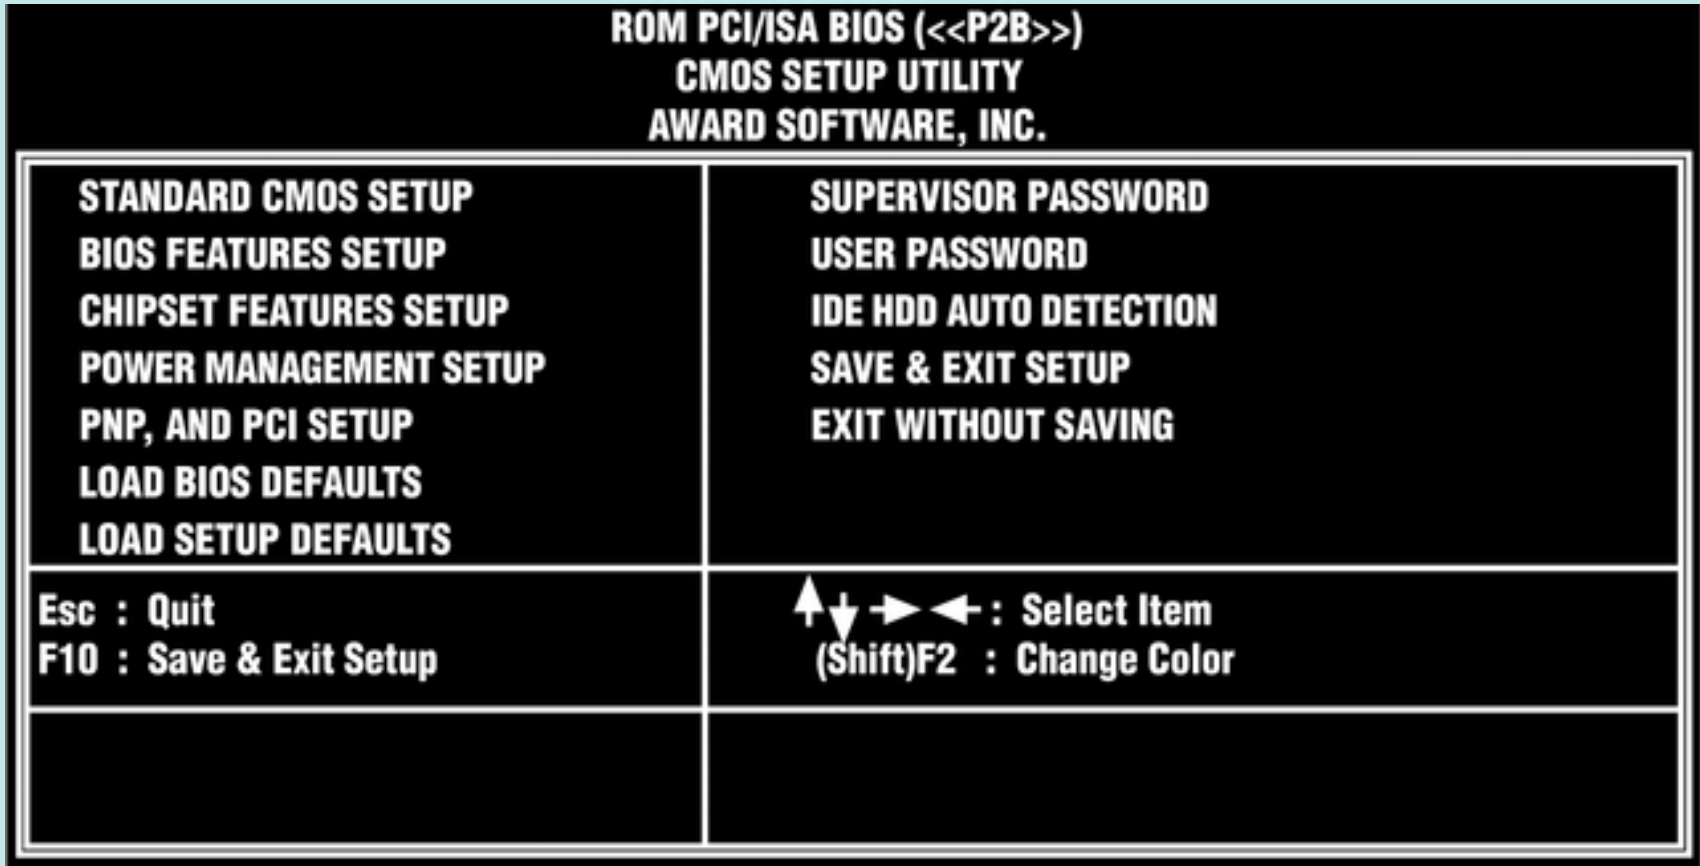 ROM PCI/ISA BIOS (<<P2B>>)
CMOS SETUP UTILITY
AWARD SOFTWARE, INC.
STANDARD CMOS SETUP
BIOS FEATURES SETUP
CHIPSET FEATURES SETUP
POWER MANAGEMENT SETUP
PNP, AND PCI SETUP
LOAD BIOS DEFAULTS
LOAD SETUP DEFAULTS
SUPERVISOR PASSWORD
USER PASSWORD
IDE HDD AUTO DETECTION
SAVE & EXIT SETUP
EXIT WITHOUT SAVING
Esc : Quit
F10 : Save & Exit Setup
: Select Item
(Shift)F2 : Change Color